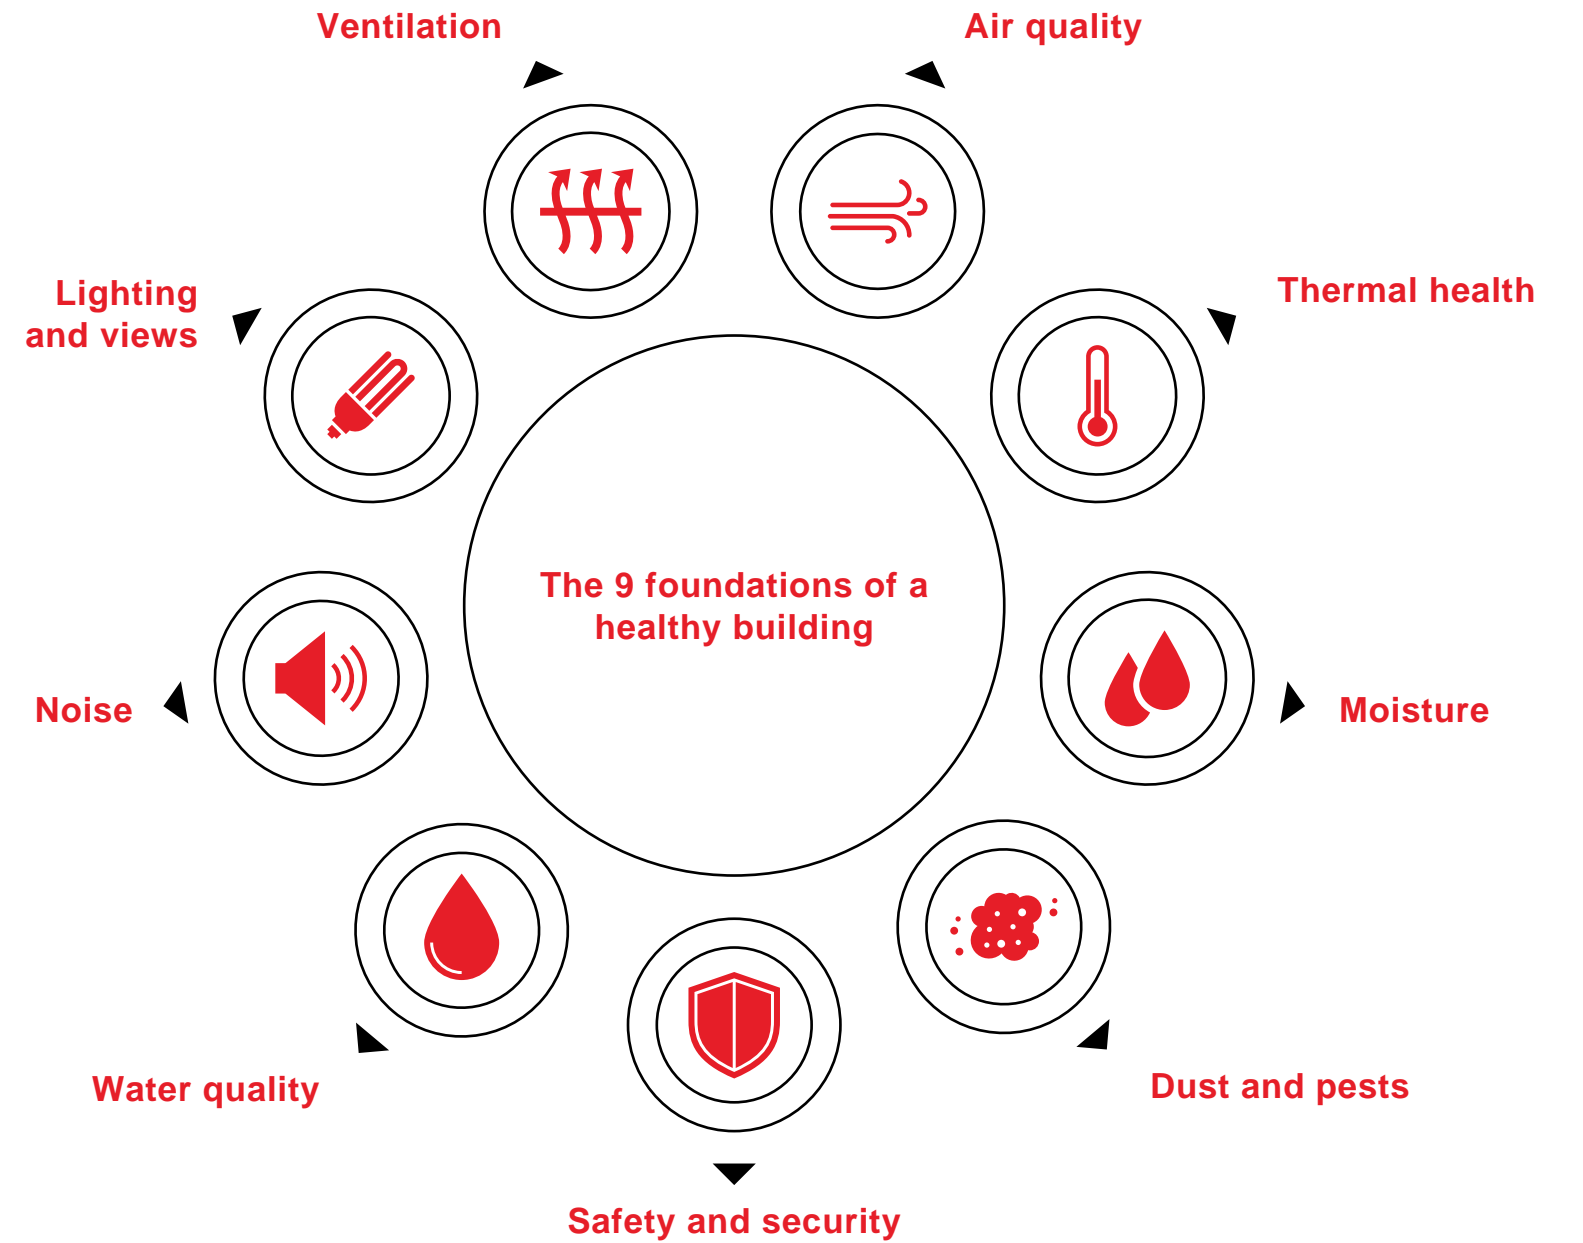 Ventilation
Air quality
Lighting
and views
Thermal health
The 9 foundations of a
healthy building
Noise
Moisture
Water quality
Dust and pests
Safety and security